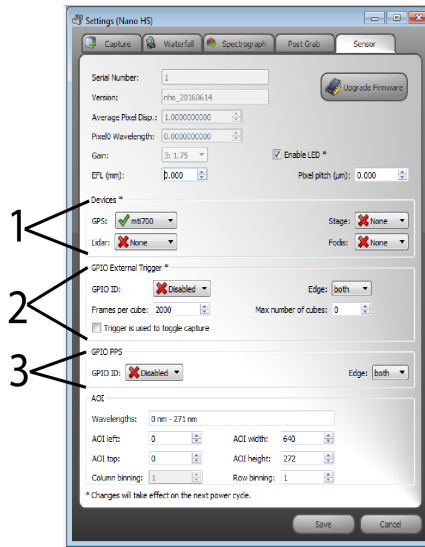 Settings (Nano HS)
Capture Waterfall Spectrograph Post Grab Sensor
Serial Number: 1
Version: nhs_20160614
Upgrade Firmware
Average Pixel Disp.: 1.0000000000
Pixel0 Wavelength: 0.0000000000
Gain: 3: 1.75 Enable LED *
EFL (mm): 0.000 Pixel pitch (µm): 0.000
1
Devices *
GPS: mti700 Stage: None
Lidar: None Fodis: None
2
GPIO External Trigger *
GPIO ID: Disabled Edge: both
Frames per cube: 2000 Max number of cubes: 0
Trigger is used to toggle capture
3
GPIO PPS
GPIO ID: Disabled Edge: both
AOI
Wavelengths: 0 nm - 271 nm
AOI left: 0 AOI width: 640
AOI top: 0 AOI height: 272
Column binning: 1 Row binning: 1
* Changes will take effect on the next power cycle.
Save Cancel